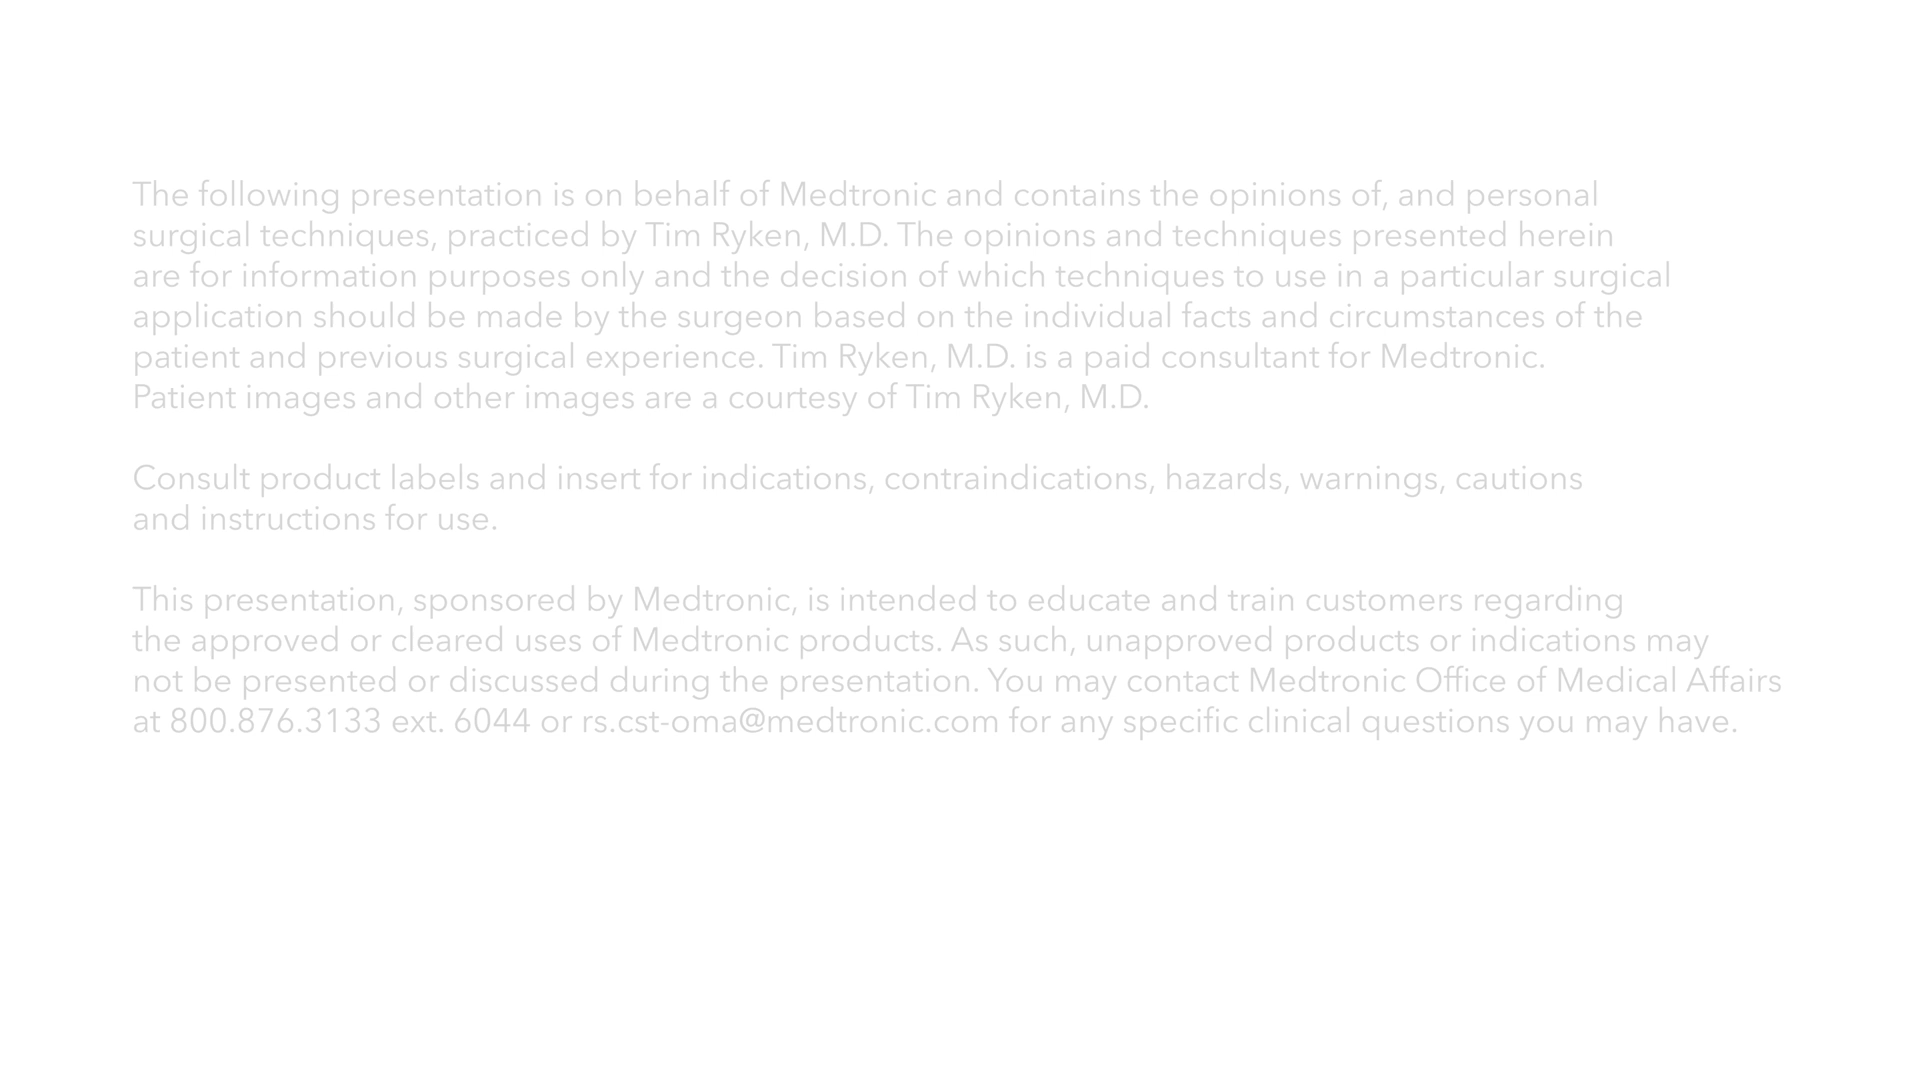 The following presentation is on behalf of Medtronic and contains the opinions of, and personal
surgical techniques, practiced by Tim Ryken, M.D. The opinions and techniques presented herein
are for information purposes only and the decision of which techniques to use in a particular surgical
application should be made by the surgeon based on the individual facts and circumstances of the
patient and previous surgical experience. Tim Ryken, M.D. is a paid consultant for Medtronic.
Patient images and other images are a courtesy of Tim Ryken, M.D.
Consult product labels and insert for indications, contraindications, hazards, warnings, cautions
and instructions for use.
This presentation, sponsored by Medtronic, is intended to educate and train customers regarding
the approved or cleared uses of Medtronic products. As such, unapproved products or indications may
not be presented or discussed during the presentation. You may contact Medtronic Office of Medical Affairs
at 800.876.3133 ext. 6044 or rs.cst-oma@medtronic.com for any specific clinical questions you may have.